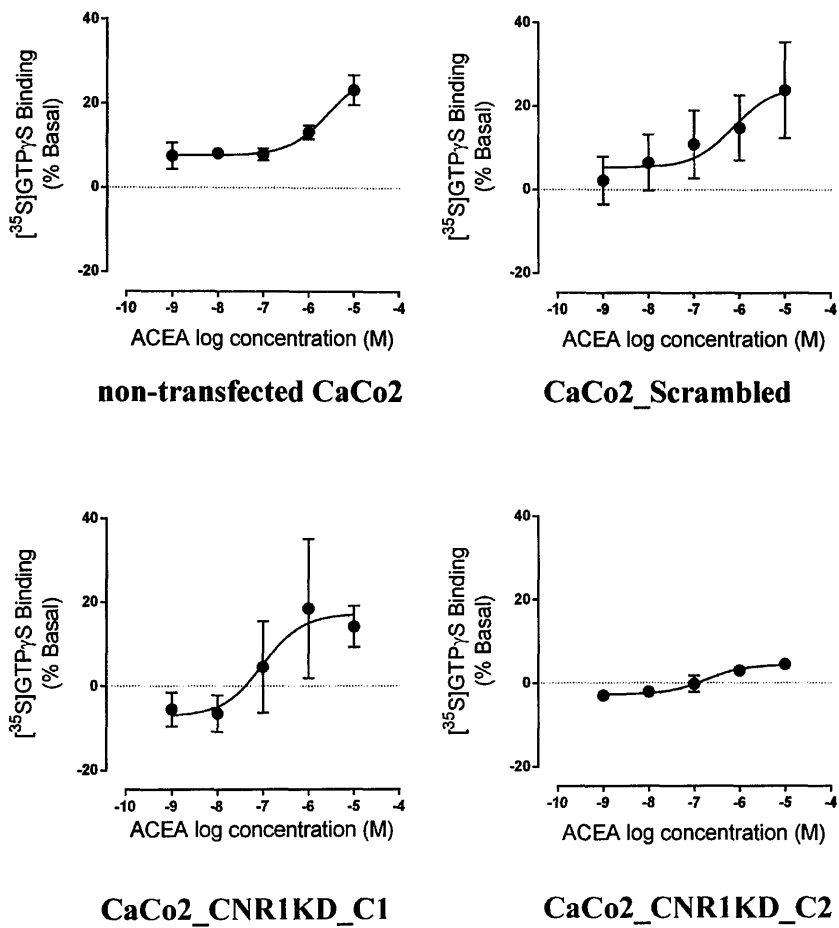 40
20
0
-20
[³⁵S]GTPγS Binding
(% Basal)
-10 -9 -8 -7 -6 -5 -4
ACEA log concentration (M)
non-transfected CaCo2
40
20
0
-20
[³⁵S]GTPγS Binding
(% Basal)
-10 -9 -8 -7 -6 -5 -4
ACEA log concentration (M)
CaCo2_Scrambled
40
20
0
-20
[³⁵S]GTPγS Binding
(% Basal)
-10 -9 -8 -7 -6 -5 -4
ACEA log concentration (M)
CaCo2_CNR1KD_C1
40
20
0
-20
[³⁵S]GTPγS Binding
(% Basal)
-10 -9 -8 -7 -6 -5 -4
ACEA log concentration (M)
CaCo2_CNR1KD_C2